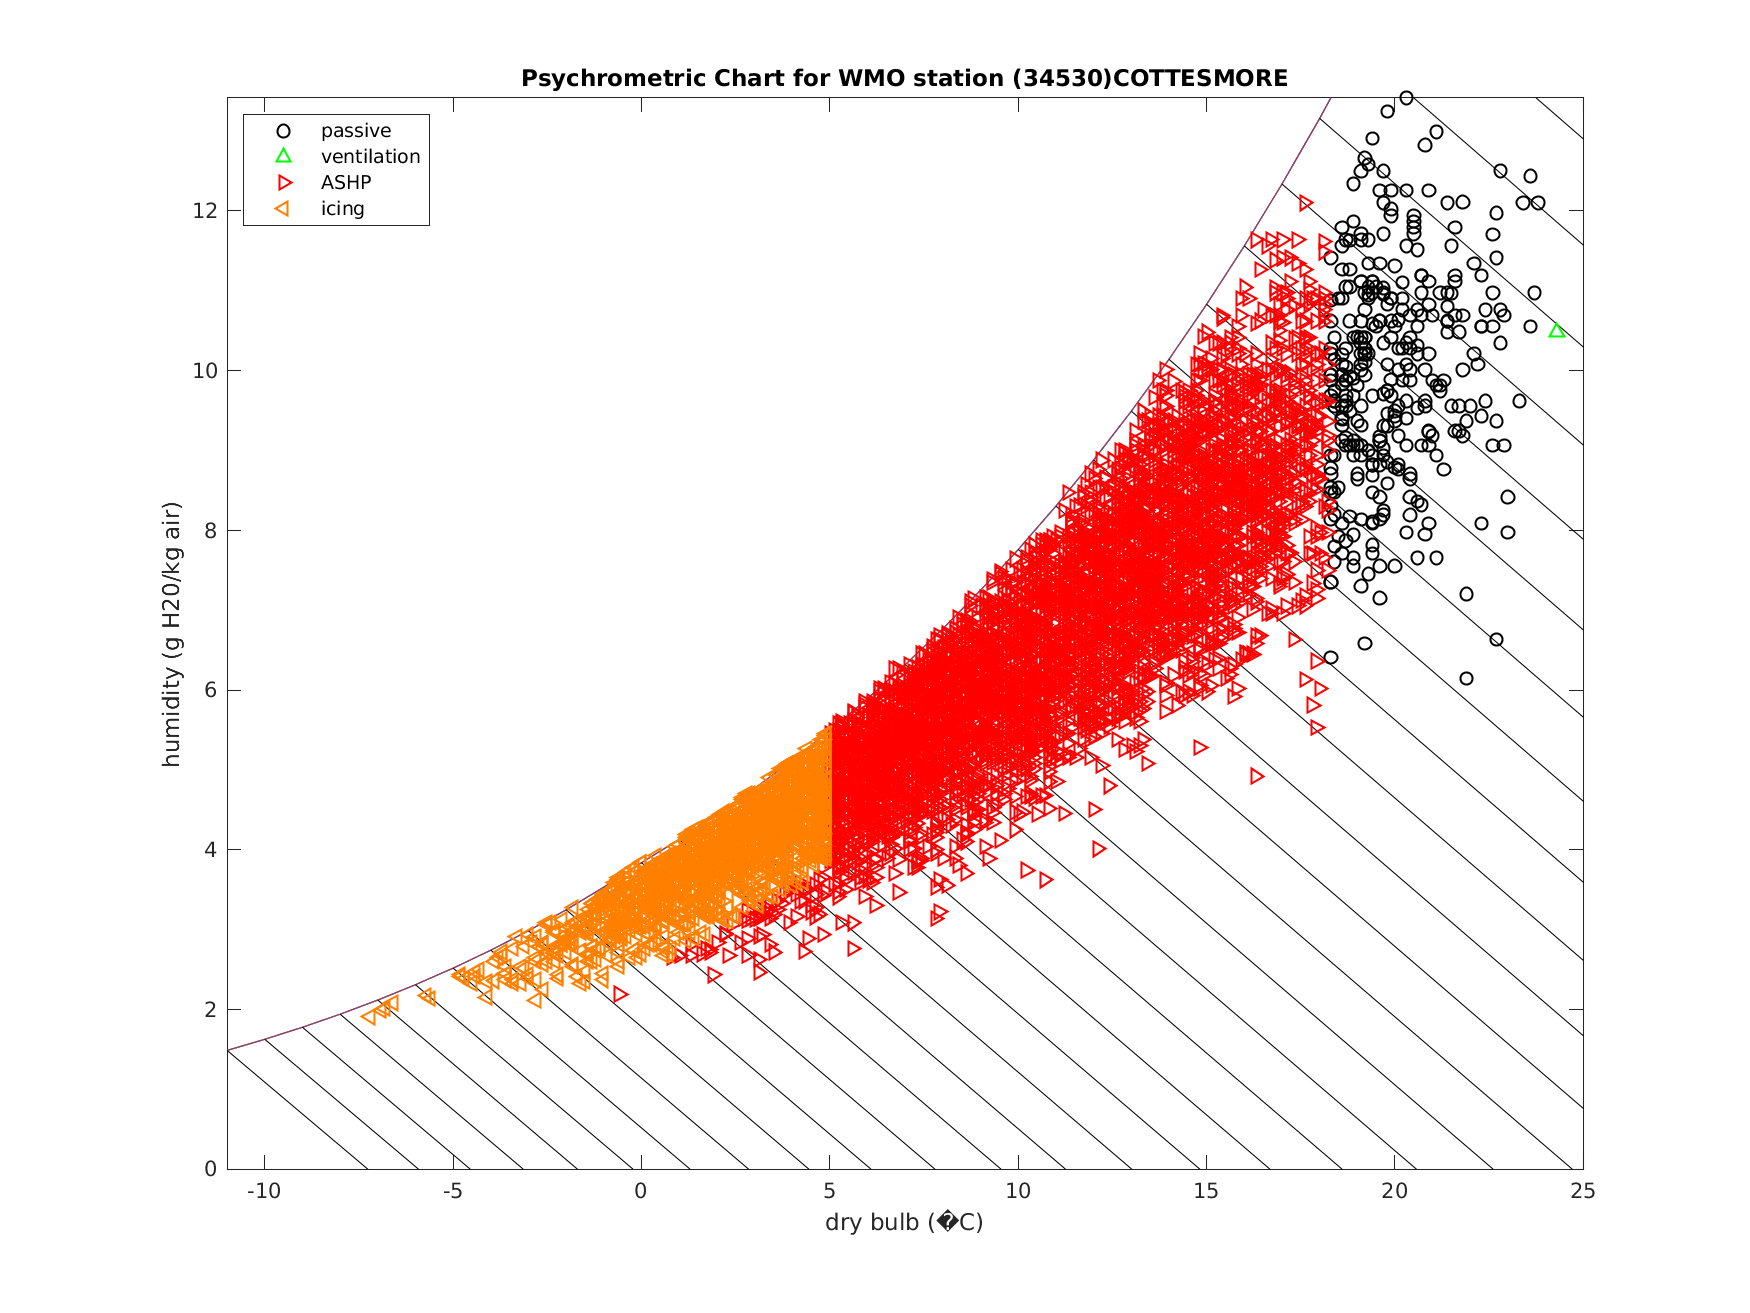 Psychrometric Chart for WMO station (34530)COTTESMORE
passive
ventilation
ASHP
icing
humidity (g H20/kg air)
12
10
8
6
4
2
0
-10 -5 0 5 10 15 20 25
dry bulb (�C)